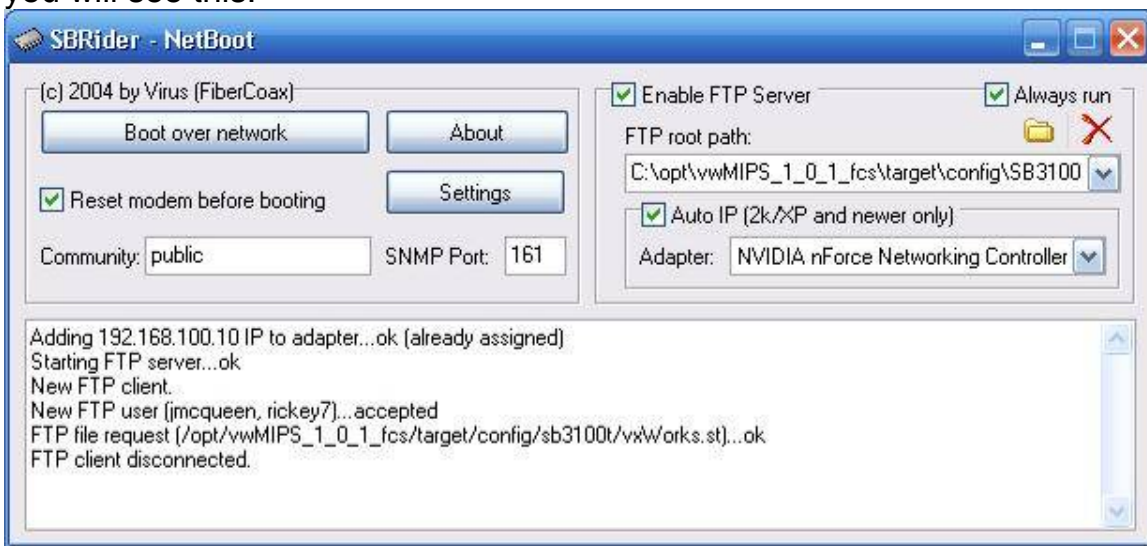 you will see this:
SBRider - NetBoot
(c) 2004 by Virus (FiberCoax)
Boot over network
About
Reset modem before booting
Settings
Community: public
SNMP Port: 161
Enable FTP Server
Always run
FTP root path:
C:\opt\vwMIPS_1_0_1_fcs\target\config\SB3100
Auto IP (2k/XP and newer only)
Adapter: NVIDIA nForce Networking Controller
Adding 192.168.100.10 IP to adapter...ok (already assigned)
Starting FTP server...ok
New FTP client.
New FTP user (jmcqueen, rickey7)...accepted
FTP file request (/opt/vwMIPS_1_0_1_fcs/target/config/sb3100t/vxWorks.st)...ok
FTP client disconnected.